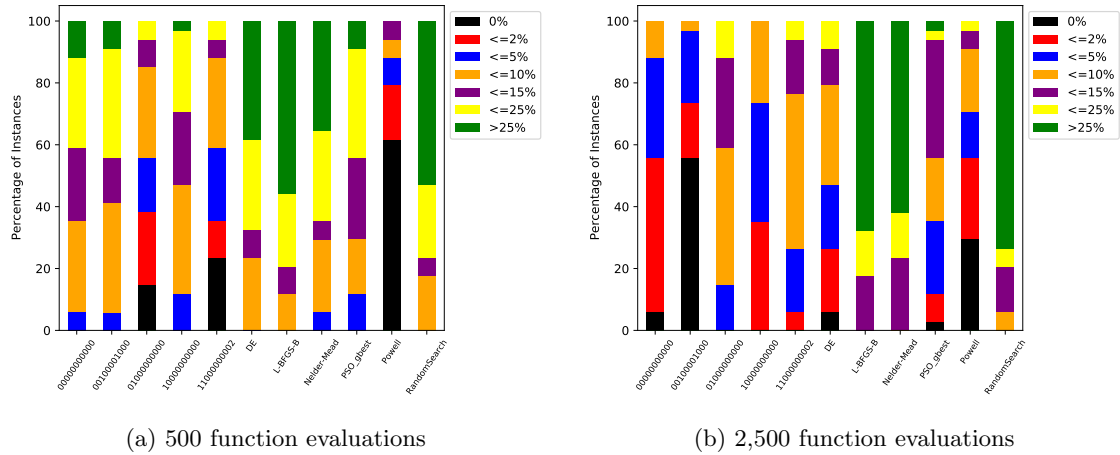 100
80
60
40
20
0
Percentage of Instances
00000000000
00100001000
01000000000
10000000000
11000000002
DE
L-BFGS-B
Nelder-Mead
PSO_gbest
Powell
RandomSearch
0%
<=2%
<=5%
<=10%
<=15%
<=25%
>25%
(a) 500 function evaluations
100
80
60
40
20
0
Percentage of Instances
00000000000
00100001000
01000000000
10000000000
11000000002
DE
L-BFGS-B
Nelder-Mead
PSO_gbest
Powell
RandomSearch
0%
<=2%
<=5%
<=10%
<=15%
<=25%
>25%
(b) 2,500 function evaluations